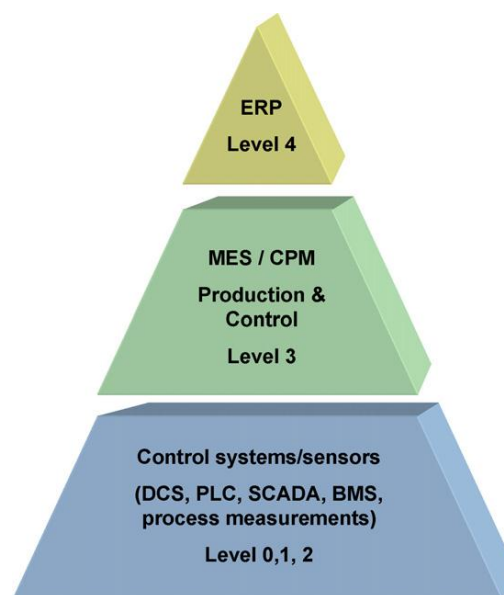 ERP
Level 4
MES / CPM
Production &
Control
Level 3
Control systems/sensors
(DCS, PLC, SCADA, BMS,
process measurements)
Level 0,1, 2